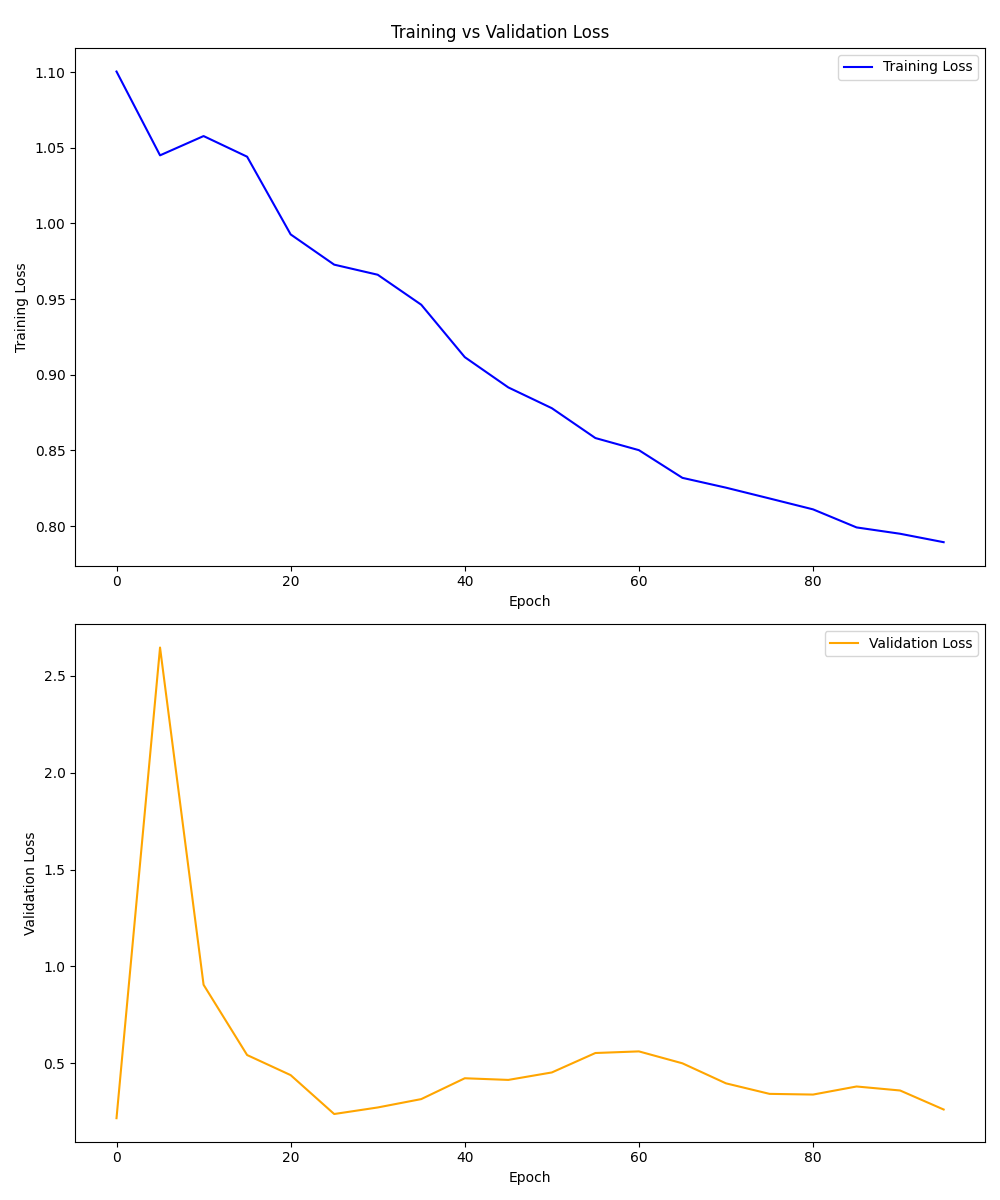 Training vs Validation Loss
Training Loss
1.10
1.05
1.00
0.95
0.90
0.85
0.80
Training Loss
0 20 40 60 80
Epoch
Validation Loss
2.5
2.0
1.5
1.0
0.5
Validation Loss
0 20 40 60 80
Epoch